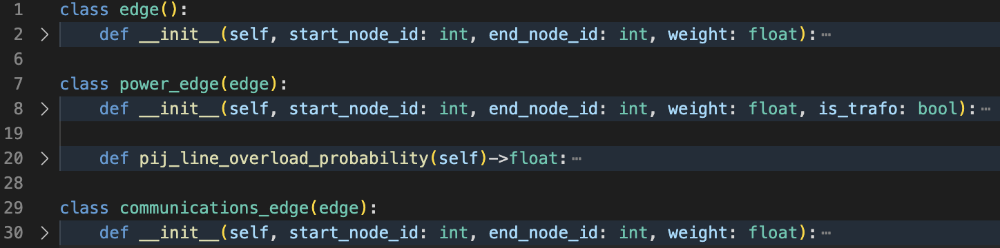 1 class edge():
2 > def __init__(self, start_node_id: int, end_node_id: int, weight: float):⋯
6
7 class power_edge(edge):
8 > def __init__(self, start_node_id: int, end_node_id: int, weight: float, is_trafo: bool):⋯
19
20 > def pij_line_overload_probability(self)->float:⋯
28
29 class communications_edge(edge):
30 > def __init__(self, start_node_id: int, end_node_id: int, weight: float):⋯